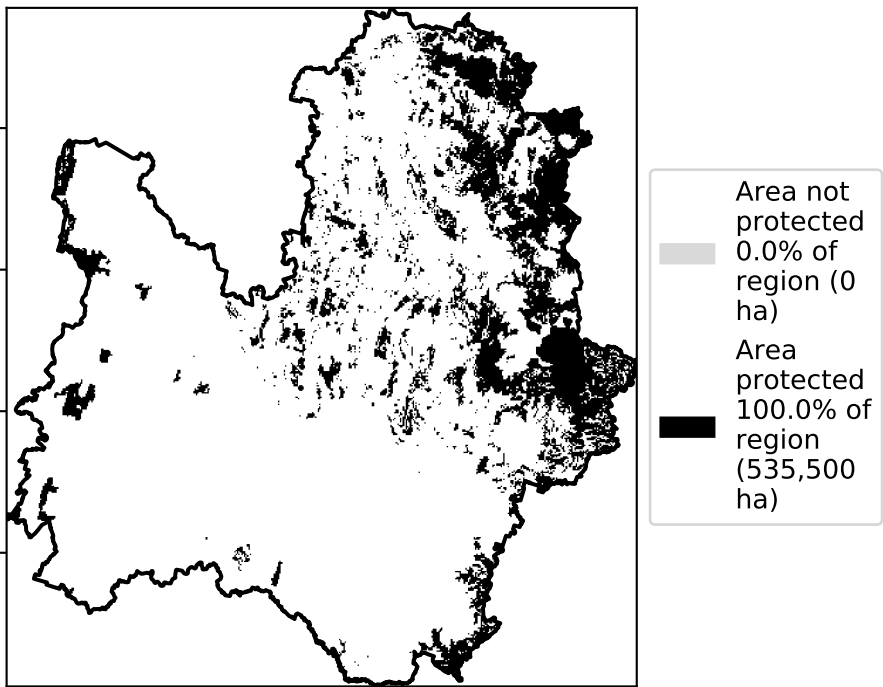 Area not
protected
0.0% of
region (0
ha)
Area
protected
100.0% of
region
(535,500
ha)